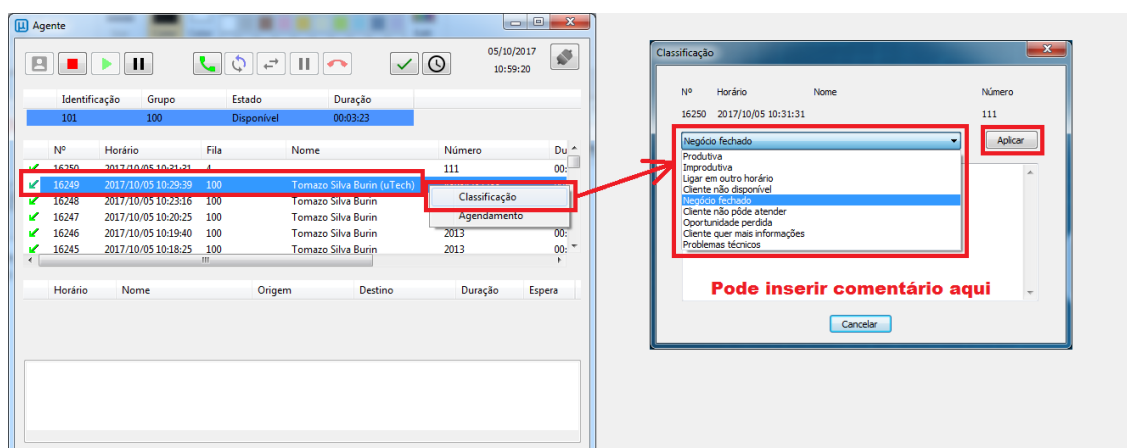 Agente
05/10/2017
10:59:20
Identificação Grupo Estado Duração
101 100 Disponível 00:03:23
Nº Horário Fila Nome Número Du
16250 2017/10/05 10:31:31 4 111 00:
16249 2017/10/05 10:29:39 100 Tomazo Silva Burin (uTech)
16248 2017/10/05 10:23:16 100 Tomazo Silva Burin
16247 2017/10/05 10:20:25 100 Tomazo Silva Burin
16246 2017/10/05 10:19:40 100 Tomazo Silva Burin 2013 00:
16245 2017/10/05 10:18:25 100 Tomazo Silva Burin 2013 00:
Classificação
Agendamento
Horário Nome Origem Destino Duração Espera
Classificação
Nº Horário Nome Número
16250 2017/10/05 10:31:31 111
Negócio fechado
Aplicar
Produtiva
Improdutiva
Ligar em outro horário
Cliente não disponível
Negócio fechado
Cliente não pôde atender
Oportunidade perdida
Cliente quer mais informações
Problemas técnicos
Pode inserir comentário aqui
Cancelar